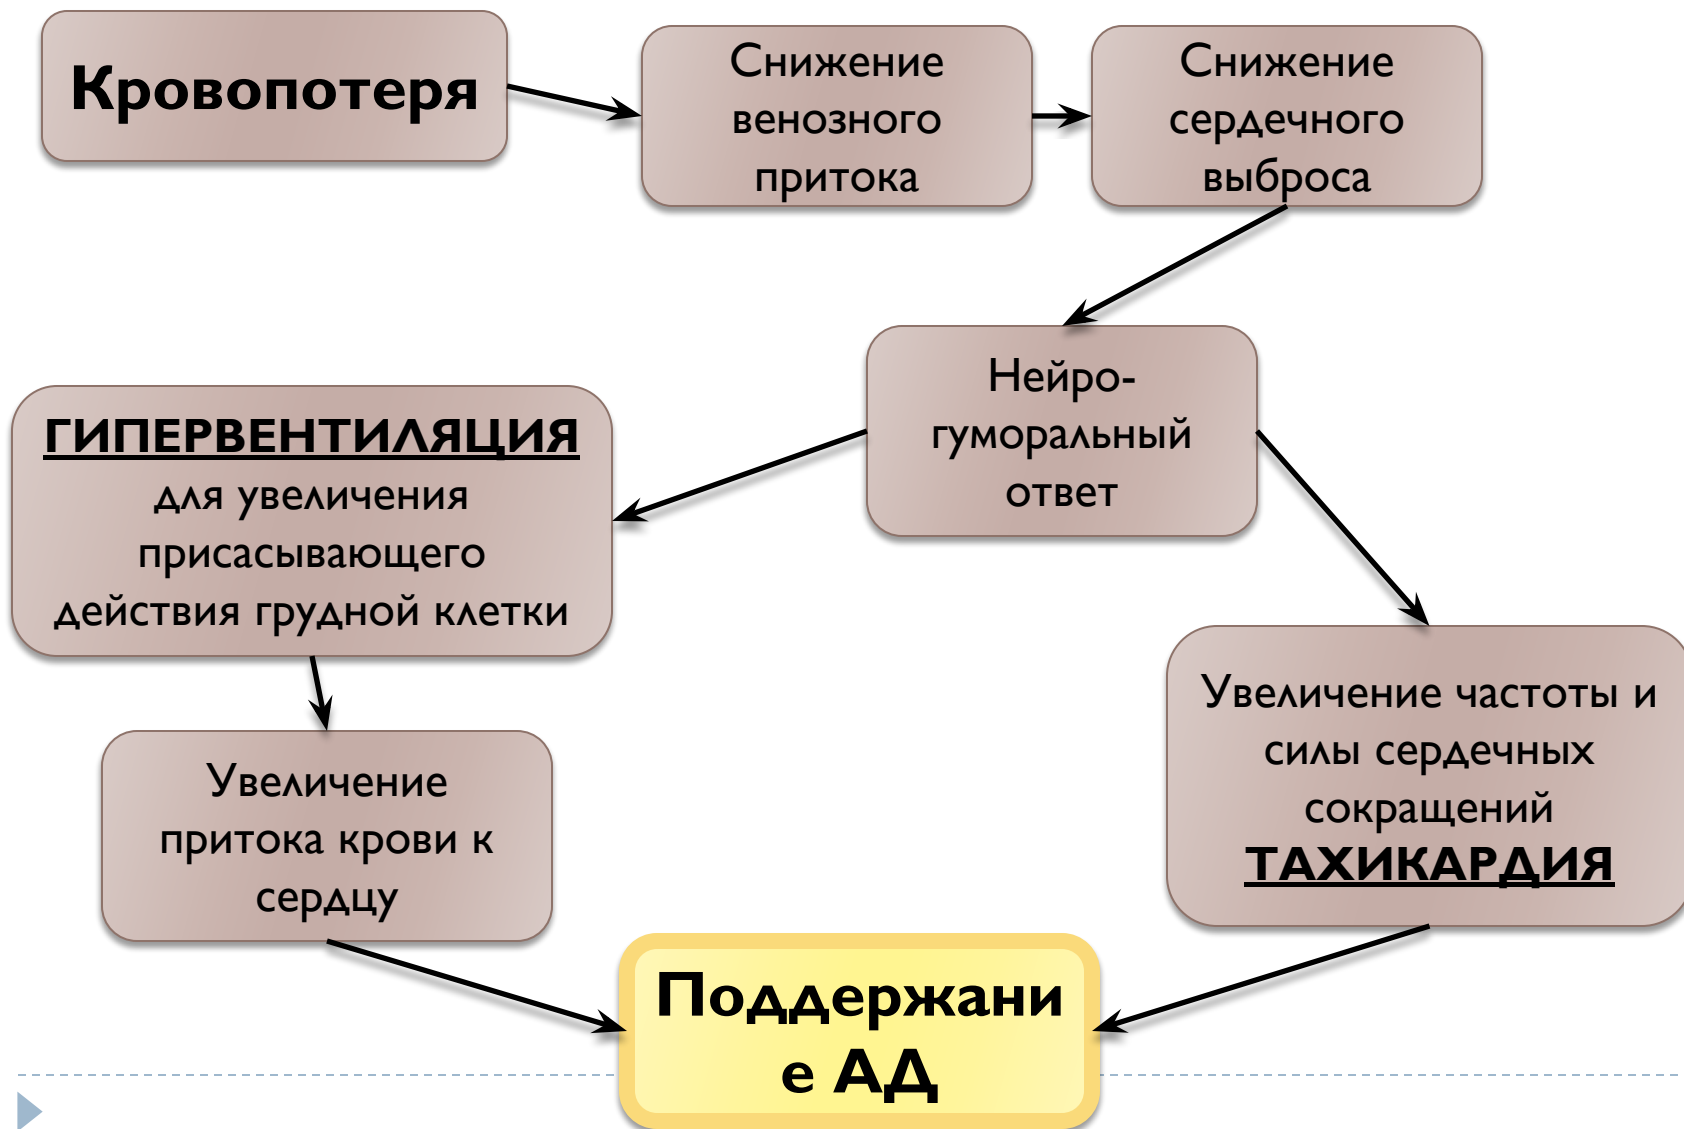 Кровопотеря
Снижение
венозного
притока
Снижение
сердечного
выброса
Нейро-
гуморальный
ответ
ГИПЕРВЕНТИЛЯЦИЯ
для увеличения
присасывающего
действия грудной клетки
Увеличение
притока крови к
сердцу
Увеличение частоты и
силы сердечных
сокращений
ТАХИКАРДИЯ
Поддержани
е АД